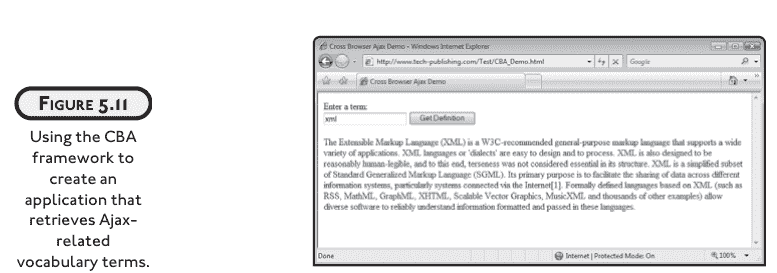 FIGURE 5.11
Using the CBA
framework to
create an
application that
retrieves Ajax-
related
vocabulary terms.
Cross Browser Ajax Demo - Windows Internet Explorer
http://www.tech-publishing.com/Test/CBA_Demo.html
Google
Cross Browser Ajax Demo
Enter a term:
xml
Get Definition
The Extensible Markup Language (XML) is a W3C-recommended general-purpose markup language that supports a wide
variety of applications. XML languages or 'dialects' are easy to design and to process. XML is also designed to be
reasonably human-legible, and to this end, terseness was not considered essential in its structure. XML is a simplified subset
of Standard Generalized Markup Language (SGML). Its primary purpose is to facilitate the sharing of data across different
information systems, particularly systems connected via the Internet[1]. Formally defined languages based on XML (such as
RSS, MathML, GraphML, XHTML, Scalable Vector Graphics, MusicXML and thousands of other examples) allow
diverse software to reliably understand information formatted and passed in these languages.
Done
Internet | Protected Mode: On
100%